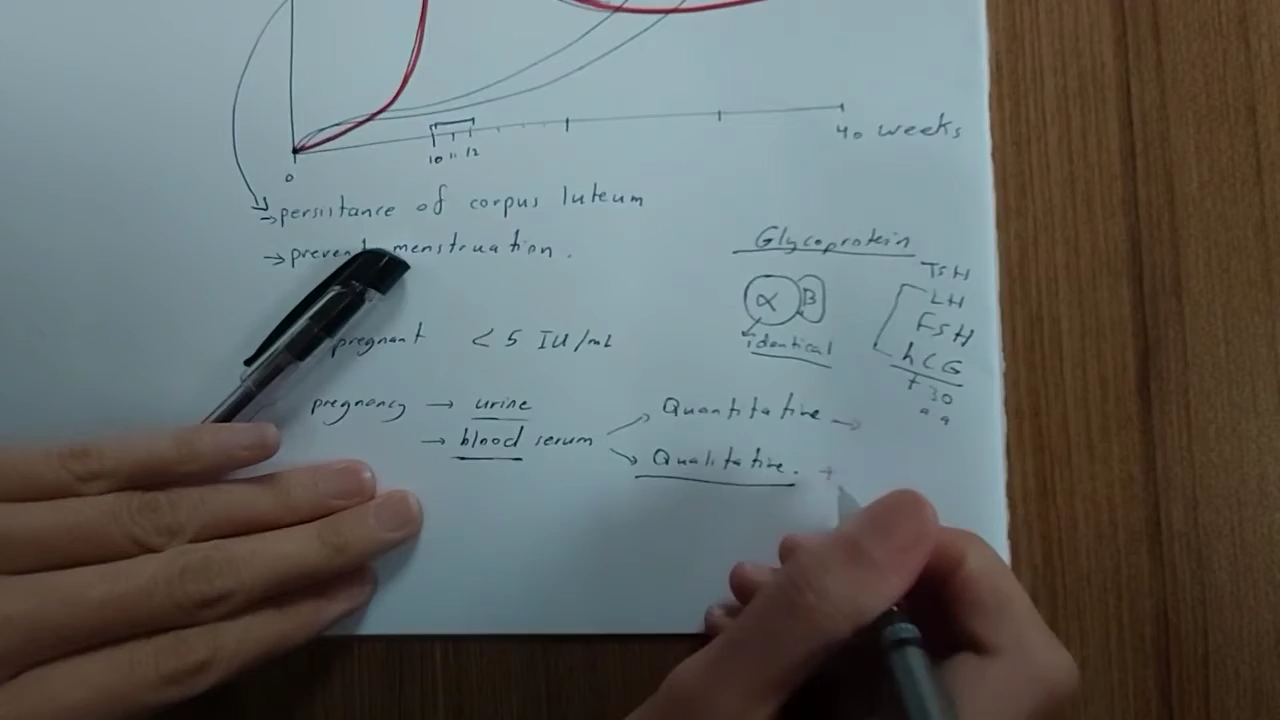 40 weeks
10 11 12
0
→ persistance of corpus luteum
→ prevent menstruation.
Glycoprotein
α β
identical
TSH
LH
FSH
hCG
+ 30
a a
pregnant < 5 IU/mL
pregnancy → urine
→ blood serum
Quantitative →
Qualitative. +